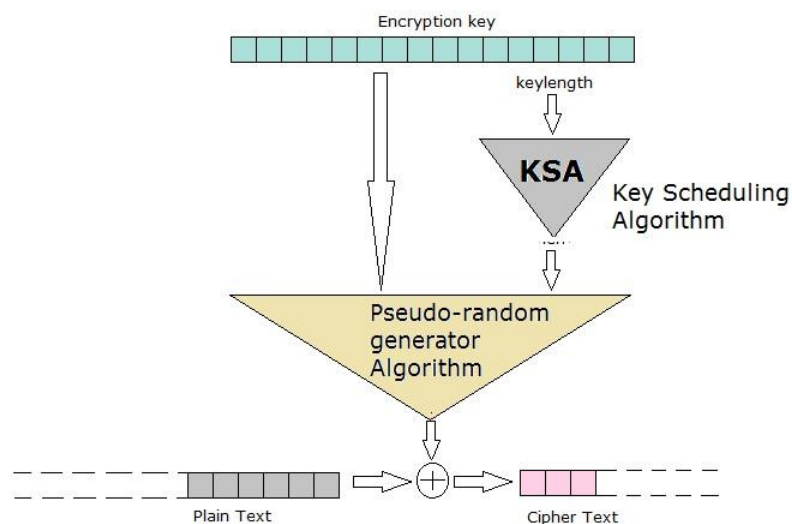 Encryption key
keylength
KSA
Key Scheduling
Algorithm
Pseudo-random
generator
Algorithm
Plain Text
Cipher Text